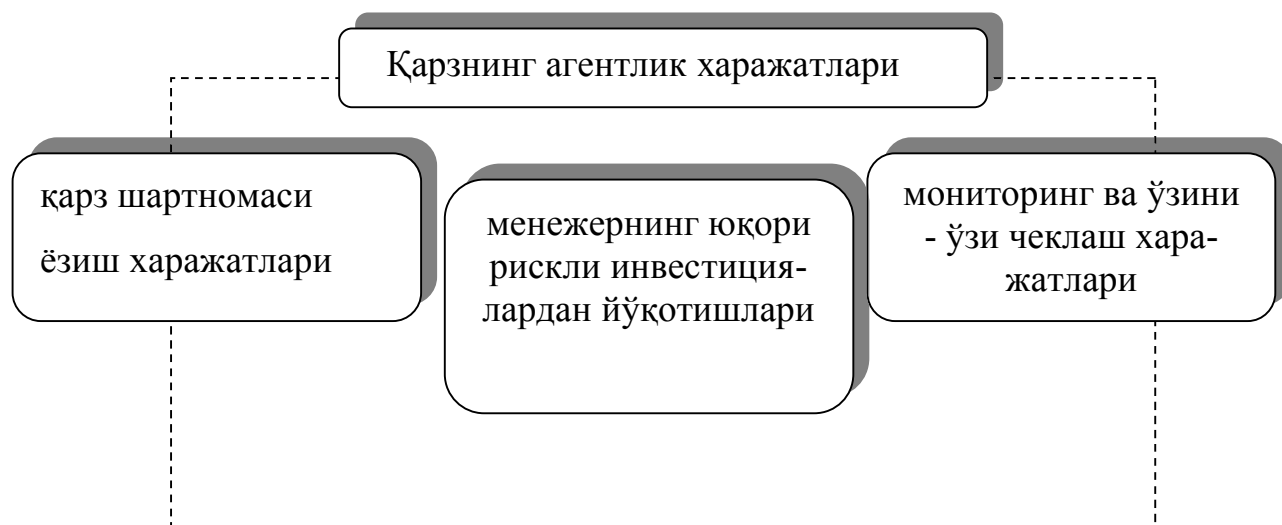 Қарзнинг агентлик харажатлари
қарз шартномаси
ёзиш харажатлари
менежернинг юқори
рискли инвестиция-
лардан йўқотишлари
мониторинг ва ўзини
- ўзи чеклаш хара-
жатлари